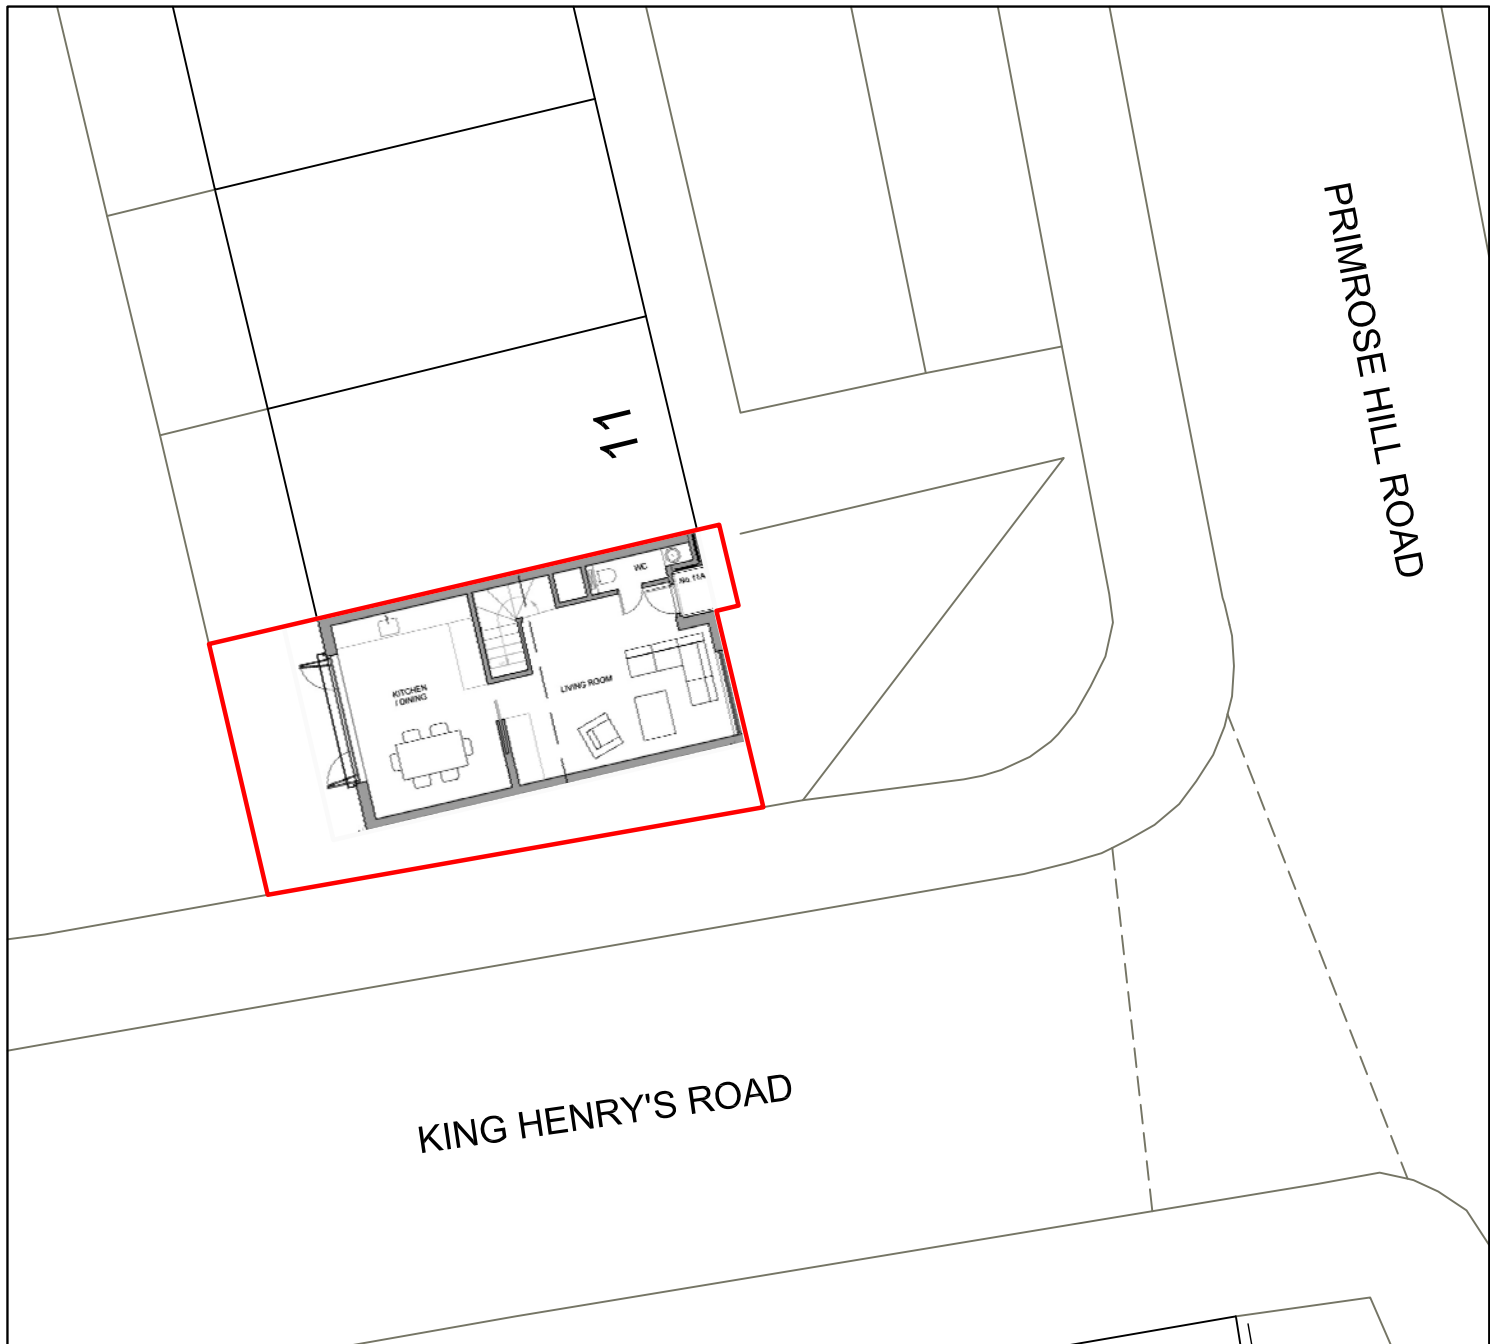 PRIMROSE HILL ROAD
11
WC
No 11A
KITCHEN
/ DINING
LIVING ROOM
KING HENRY'S ROAD